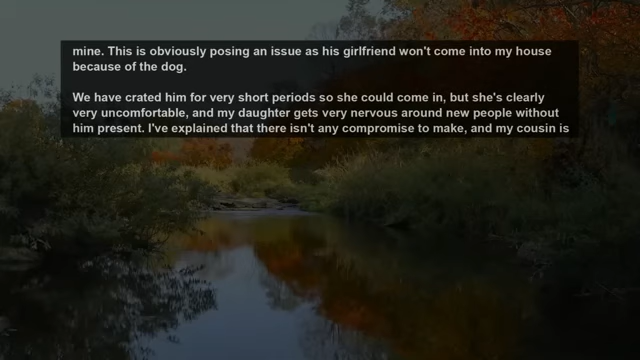 mine. This is obviously posing an issue as his girlfriend won't come into my house
because of the dog.
We have crated him for very short periods so she could come in, but she's clearly
very uncomfortable, and my daughter gets very nervous around new people without
him present. I've explained that there isn't any compromise to make, and my cousin is